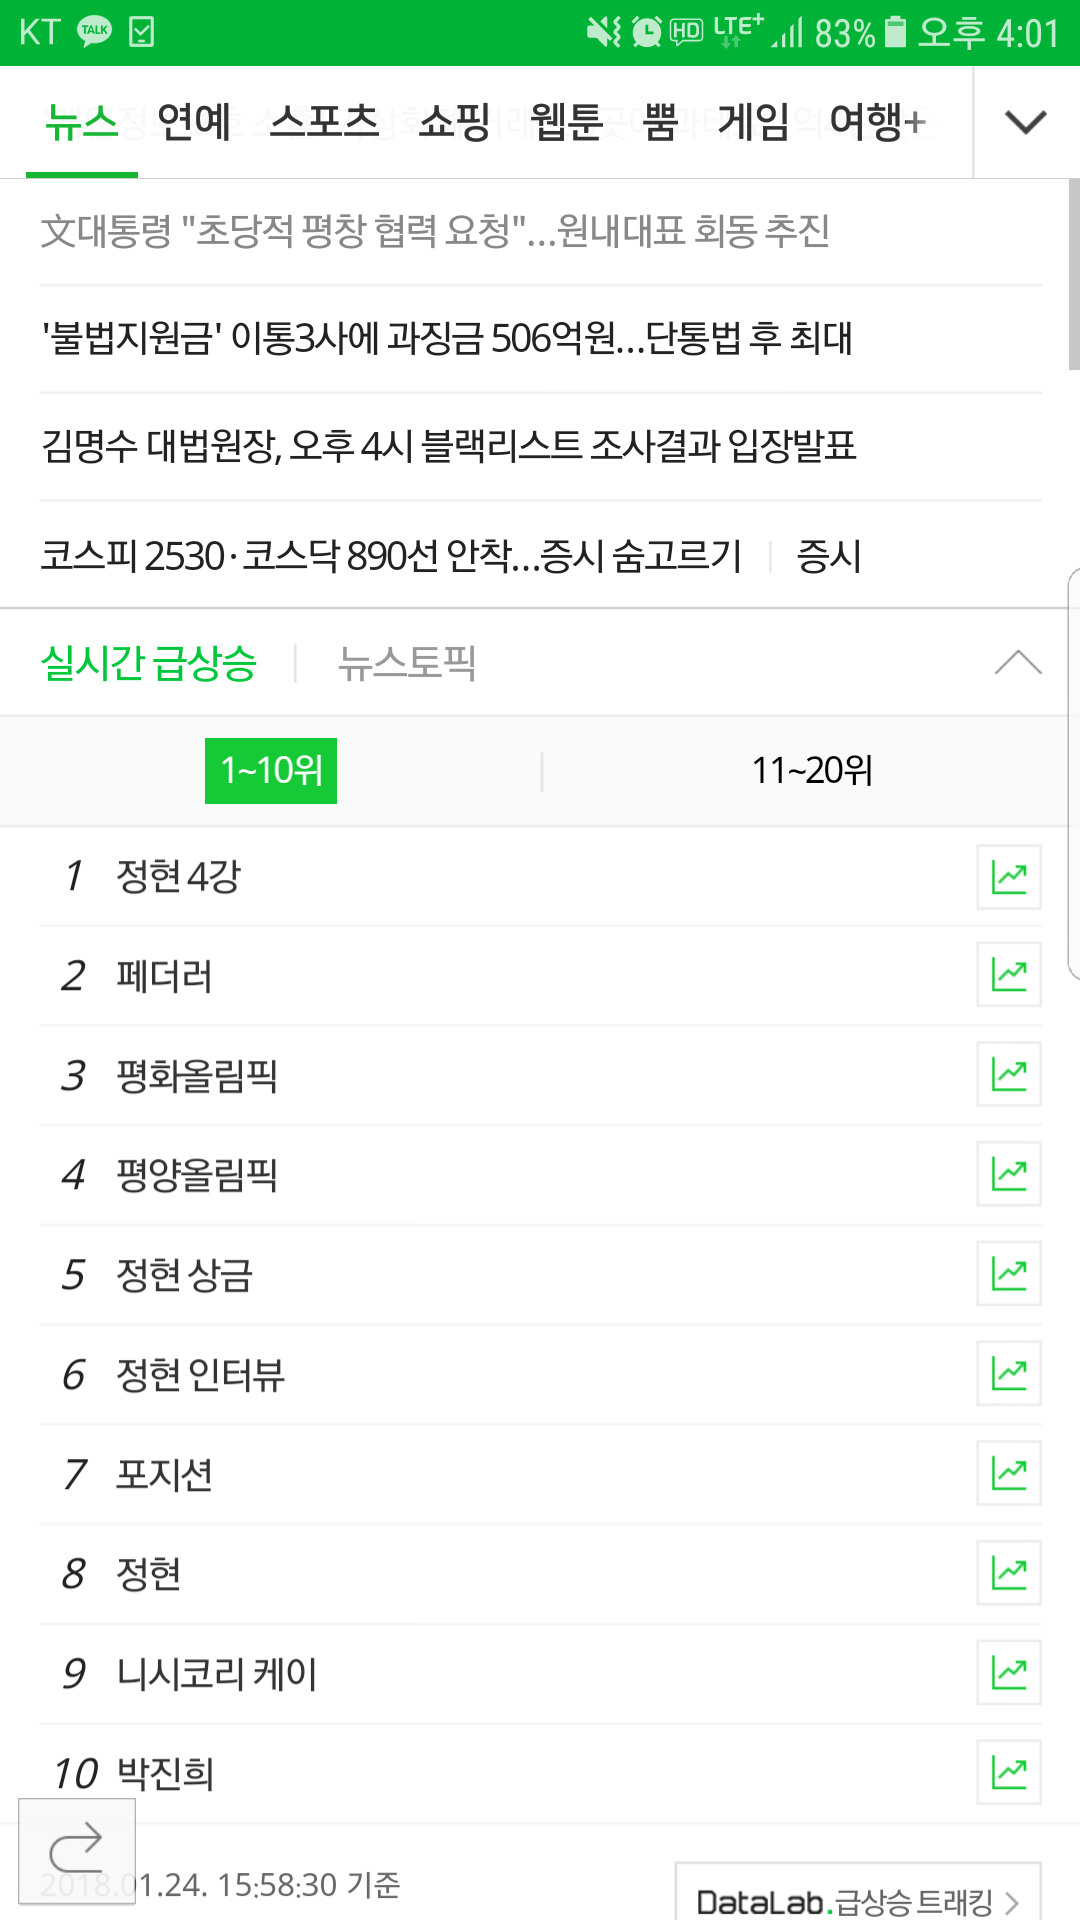 KT TALK HD LTE+ 83% 오후 4:01
뉴스 연예 스포츠 쇼핑 웹툰 뿜 게임 여행+
文대통령 "초당적 평창 협력 요청"...원내대표 회동 추진
'불법지원금' 이통3사에 과징금 506억원...단통법 후 최대
김명수 대법원장, 오후 4시 블랙리스트 조사결과 입장발표
코스피 2530·코스닥 890선 안착...증시 숨고르기 증시
실시간 급상승 뉴스토픽
1~10위 11~20위
1 정현 4강
2 페더러
3 평화올림픽
4 평양올림픽
5 정현 상금
6 정현 인터뷰
7 포지션
8 정현
9 니시코리 케이
10 박진희
2018.01.24. 15:58:30 기준
DataLab.급상승 트래킹